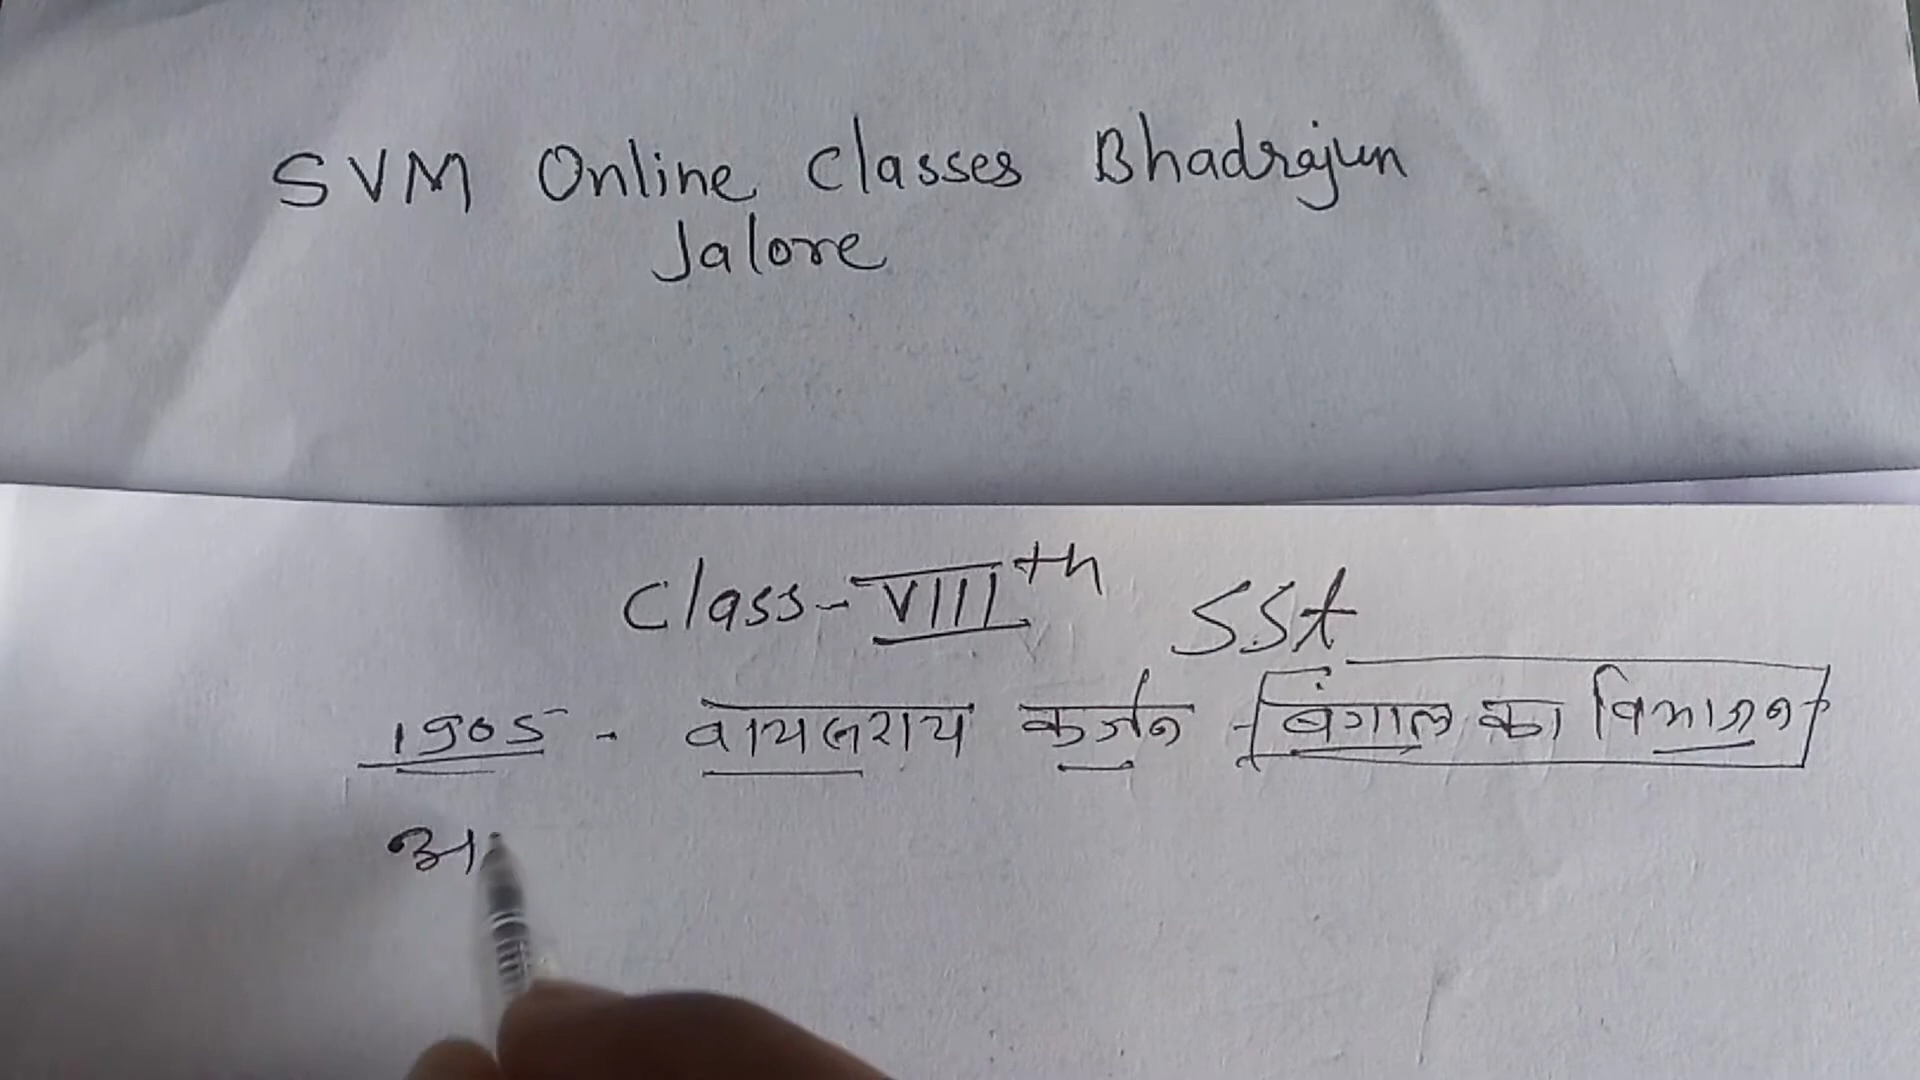 SVM Online Classes Bhadrajun
Jalore
Class-VIIIth SSt
1905 - वायसराय कर्जन - बंगाल का विभाजन